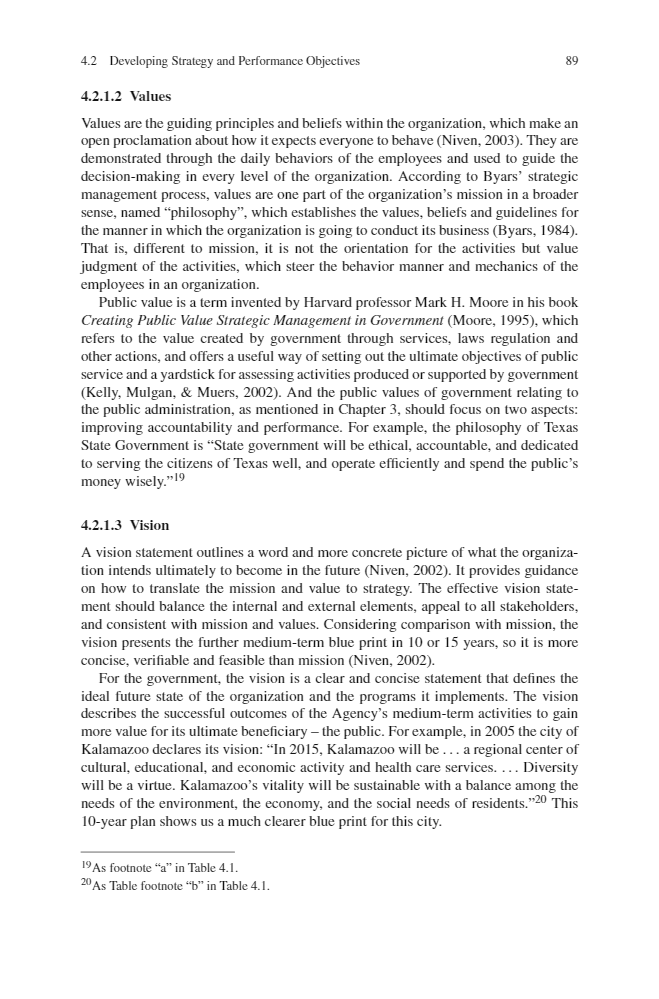 4.2 Developing Strategy and Performance Objectives 89
4.2.1.2 Values
Values are the guiding principles and beliefs within the organization, which make an
open proclamation about how it expects everyone to behave (Niven, 2003). They are
demonstrated through the daily behaviors of the employees and used to guide the
decision-making in every level of the organization. According to Byars’ strategic
management process, values are one part of the organization’s mission in a broader
sense, named “philosophy”, which establishes the values, beliefs and guidelines for
the manner in which the organization is going to conduct its business (Byars, 1984).
That is, different to mission, it is not the orientation for the activities but value
judgment of the activities, which steer the behavior manner and mechanics of the
employees in an organization.
Public value is a term invented by Harvard professor Mark H. Moore in his book
Creating Public Value Strategic Management in Government (Moore, 1995), which
refers to the value created by government through services, laws regulation and
other actions, and offers a useful way of setting out the ultimate objectives of public
service and a yardstick for assessing activities produced or supported by government
(Kelly, Mulgan, & Muers, 2002). And the public values of government relating to
the public administration, as mentioned in Chapter 3, should focus on two aspects:
improving accountability and performance. For example, the philosophy of Texas
State Government is “State government will be ethical, accountable, and dedicated
to serving the citizens of Texas well, and operate efficiently and spend the public’s
money wisely.”19
4.2.1.3 Vision
A vision statement outlines a word and more concrete picture of what the organiza-
tion intends ultimately to become in the future (Niven, 2002). It provides guidance
on how to translate the mission and value to strategy. The effective vision state-
ment should balance the internal and external elements, appeal to all stakeholders,
and consistent with mission and values. Considering comparison with mission, the
vision presents the further medium-term blue print in 10 or 15 years, so it is more
concise, verifiable and feasible than mission (Niven, 2002).
For the government, the vision is a clear and concise statement that defines the
ideal future state of the organization and the programs it implements. The vision
describes the successful outcomes of the Agency’s medium-term activities to gain
more value for its ultimate beneficiary – the public. For example, in 2005 the city of
Kalamazoo declares its vision: “In 2015, Kalamazoo will be . . . a regional center of
cultural, educational, and economic activity and health care services. . . . Diversity
will be a virtue. Kalamazoo’s vitality will be sustainable with a balance among the
needs of the environment, the economy, and the social needs of residents.”20 This
10-year plan shows us a much clearer blue print for this city.
19As footnote “a” in Table 4.1.
20As Table footnote “b” in Table 4.1.